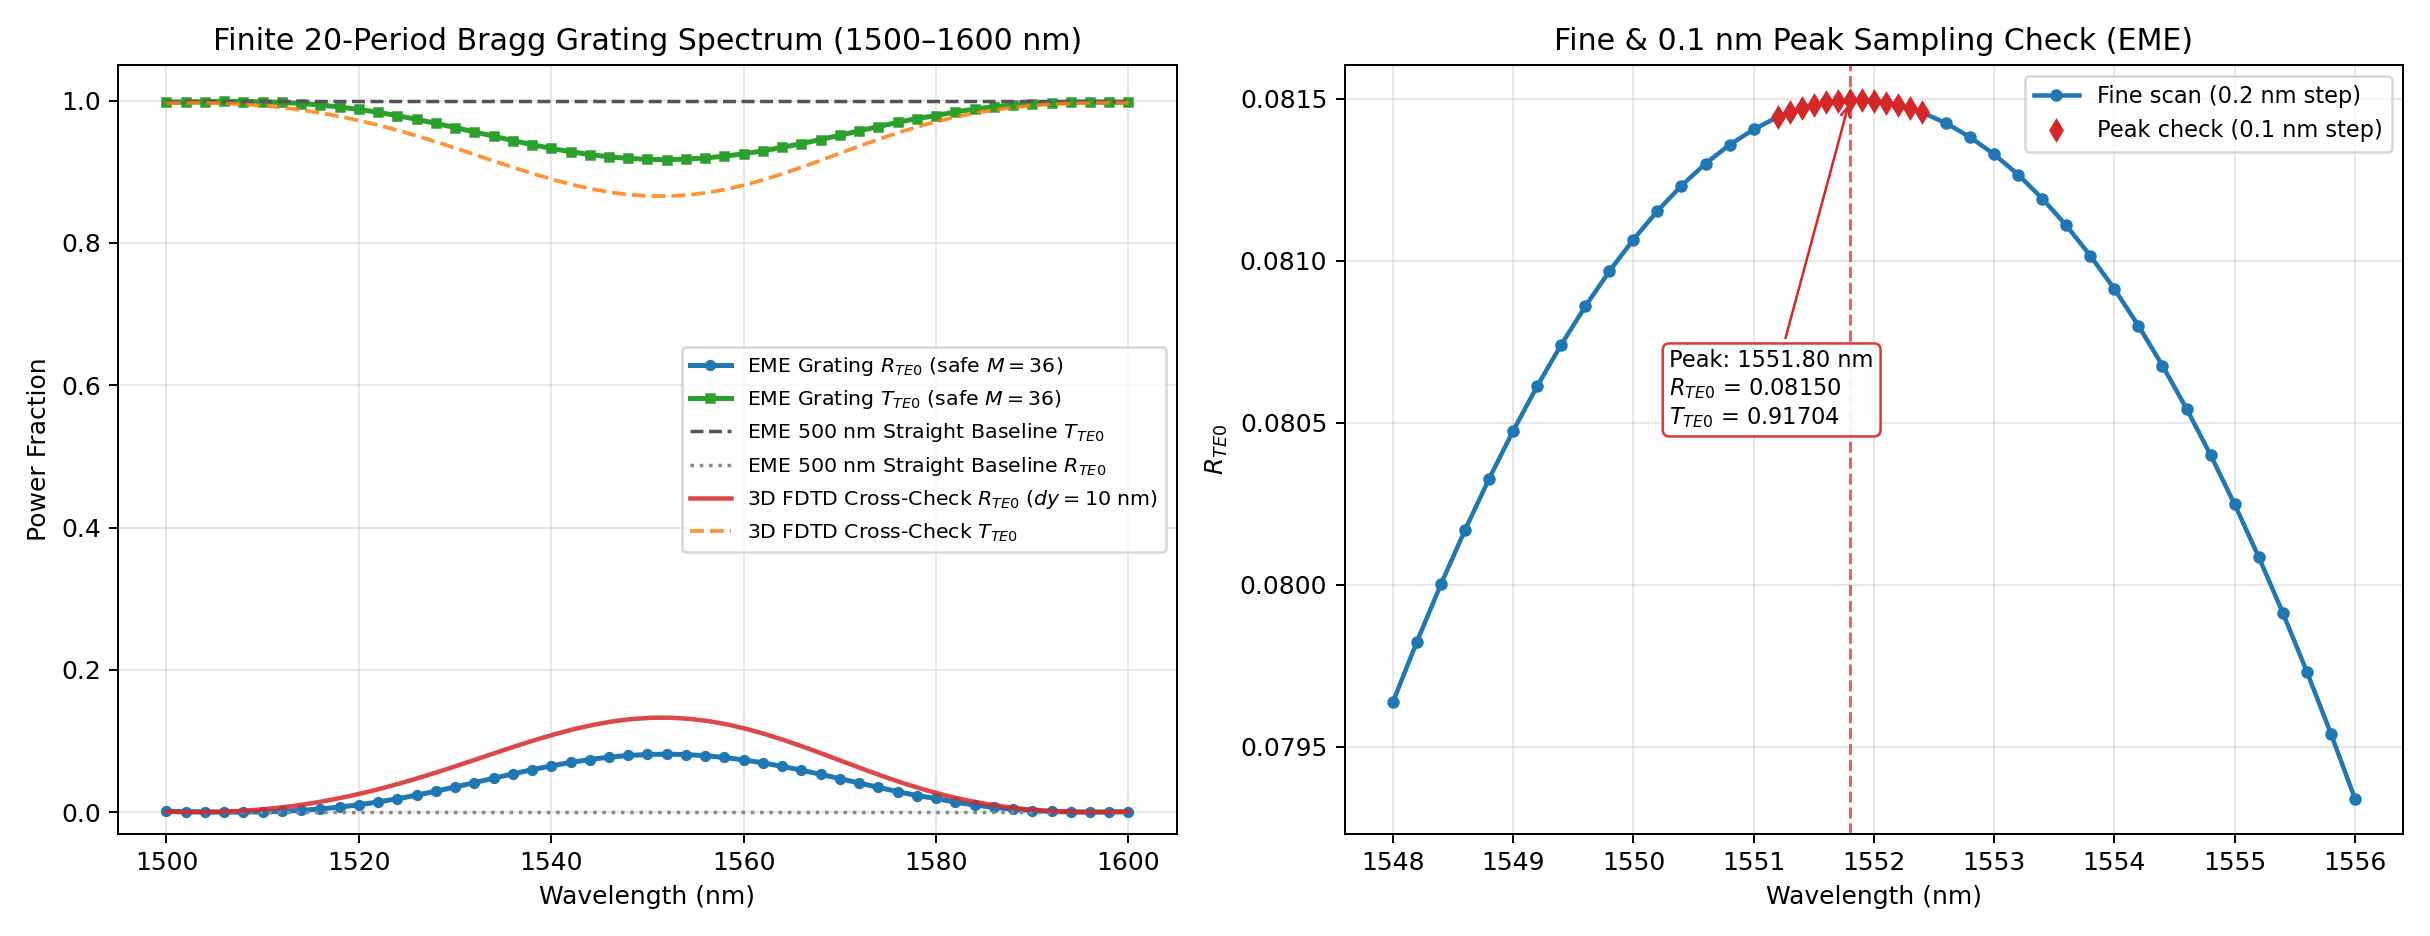 Finite 20-Period Bragg Grating Spectrum (1500–1600 nm)
Power Fraction
1.0
0.8
0.6
0.4
0.2
0.0
EME Grating R_TE0 (safe M = 36)
EME Grating T_TE0 (safe M = 36)
EME 500 nm Straight Baseline T_TE0
EME 500 nm Straight Baseline R_TE0
3D FDTD Cross-Check R_TE0 (dy = 10 nm)
3D FDTD Cross-Check T_TE0
1500 1520 1540 1560 1580 1600
Wavelength (nm)
Fine & 0.1 nm Peak Sampling Check (EME)
R_TE0
0.0815
0.0810
0.0805
0.0800
0.0795
Fine scan (0.2 nm step)
Peak check (0.1 nm step)
Peak: 1551.80 nm
R_TE0 = 0.08150
T_TE0 = 0.91704
1548 1549 1550 1551 1552 1553 1554 1555 1556
Wavelength (nm)